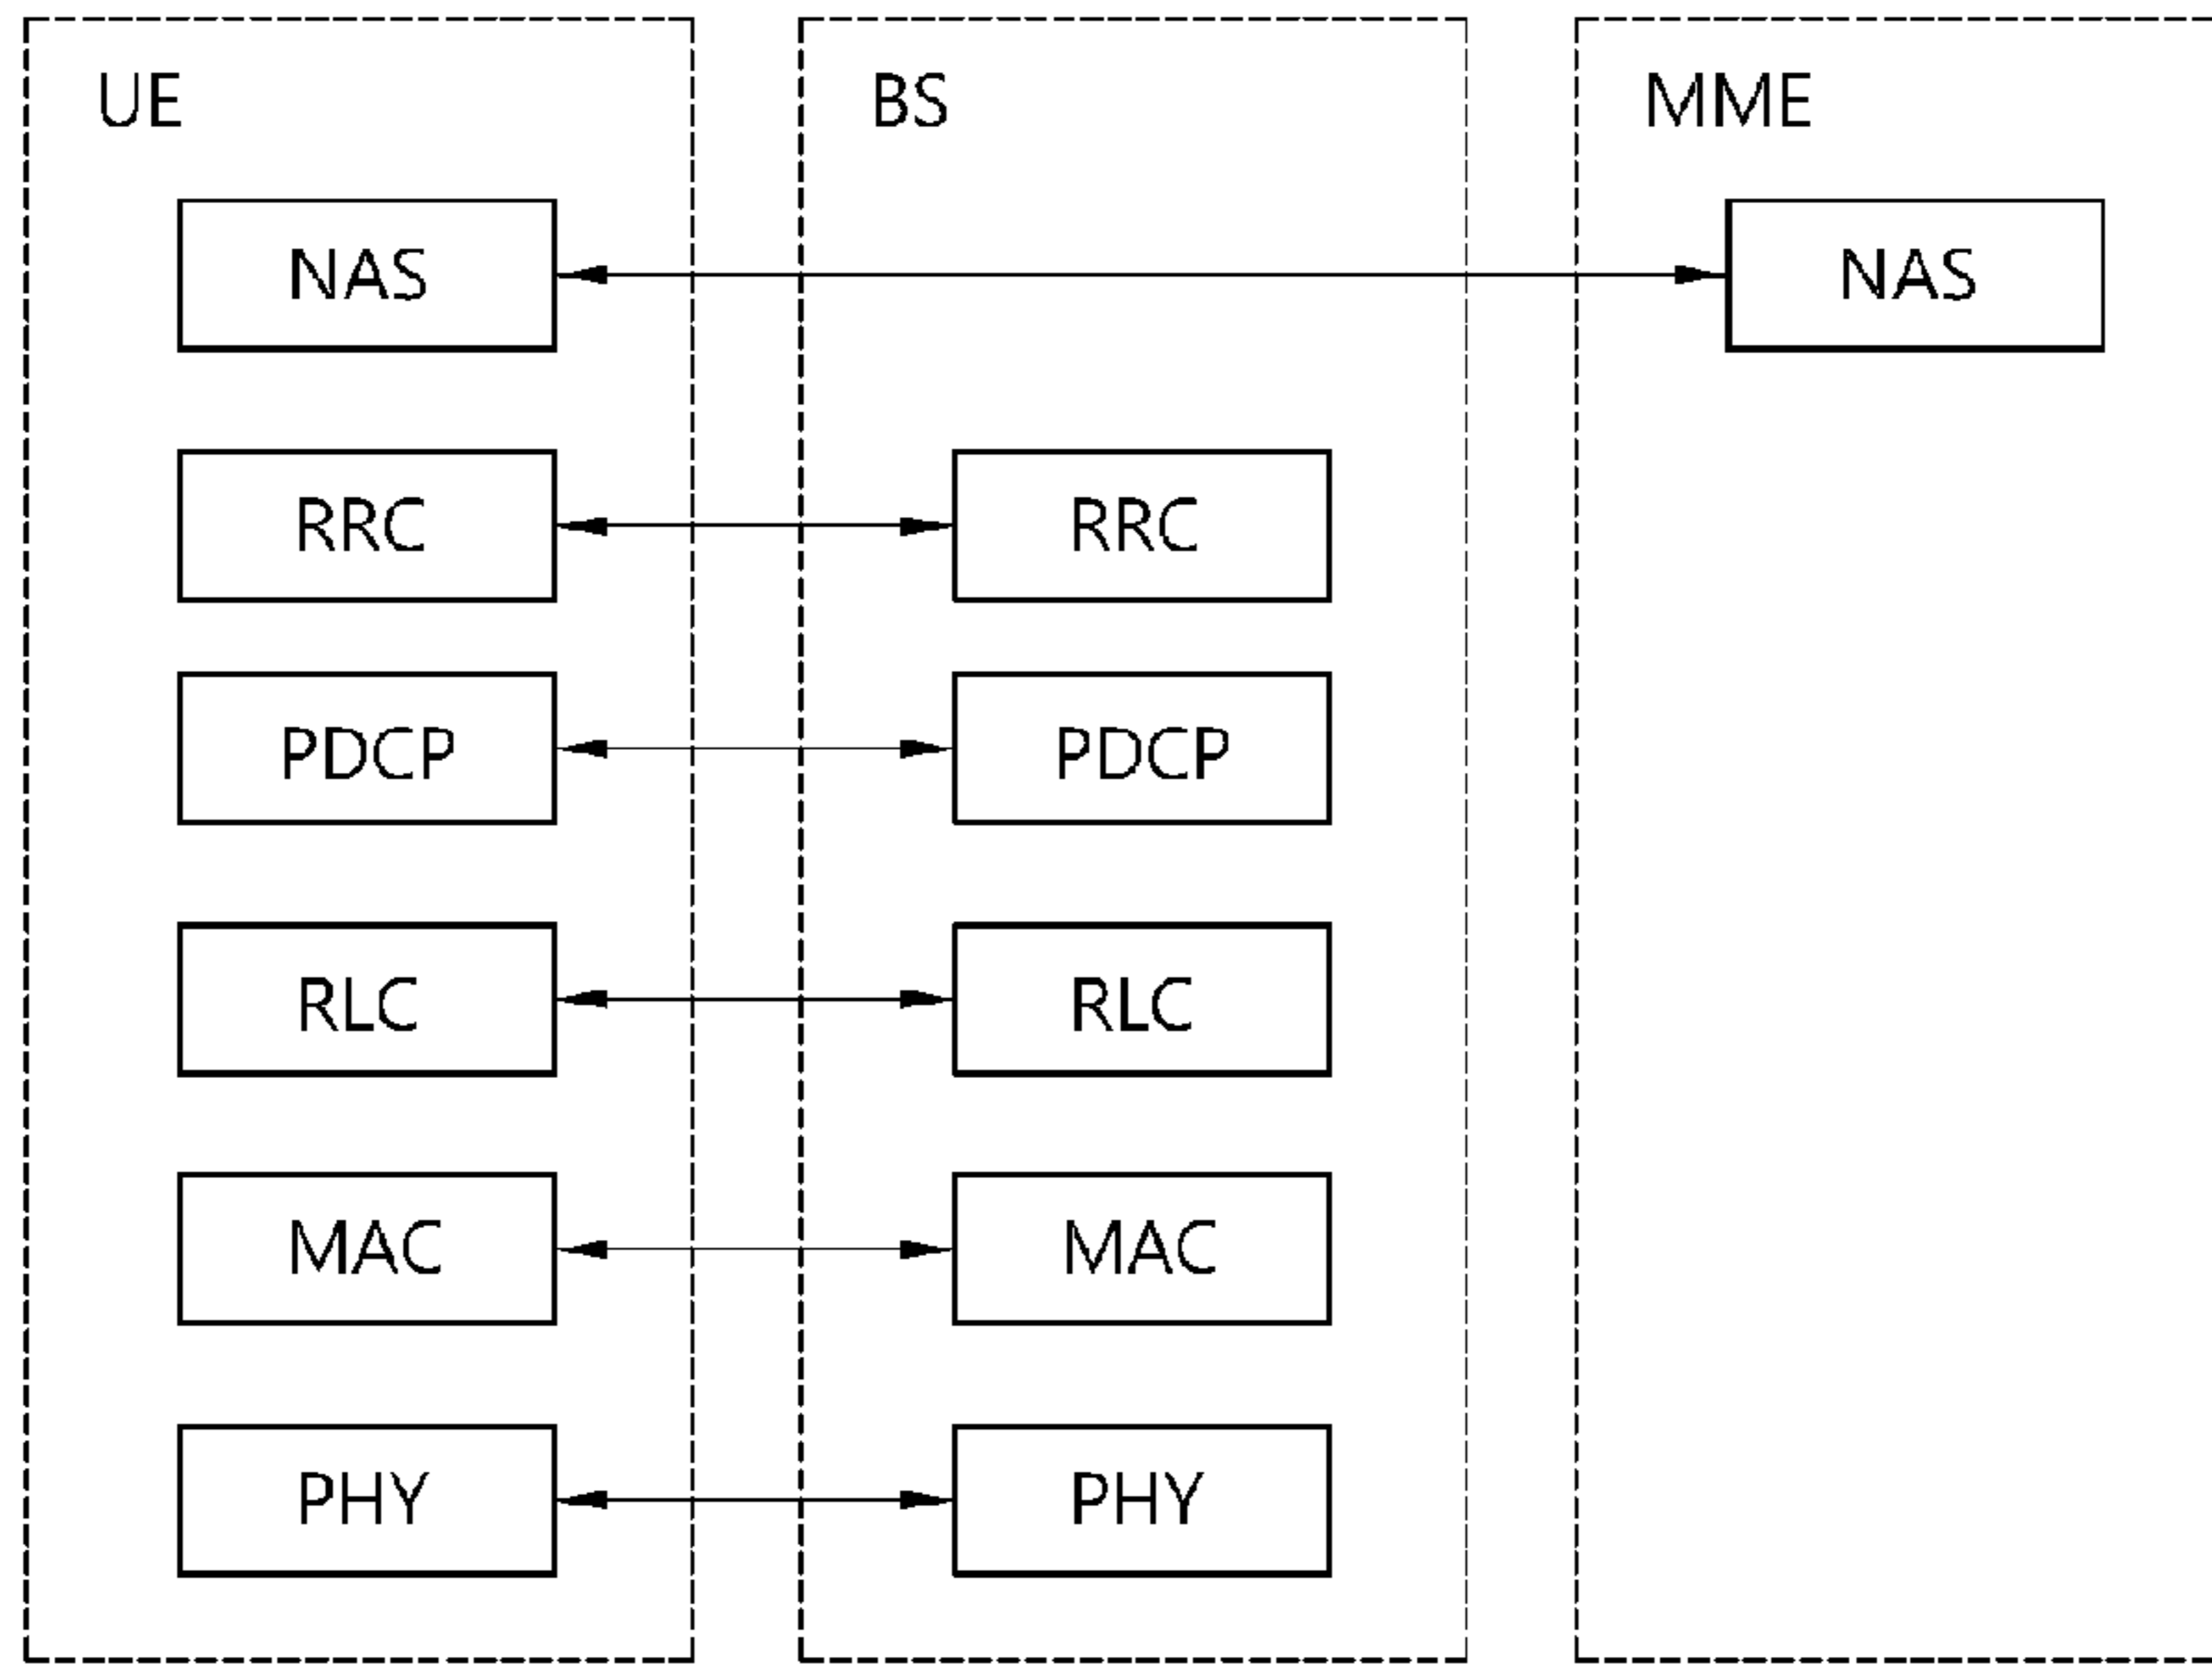 UE BS MME
NAS NAS
RRC RRC
PDCP PDCP
RLC RLC
MAC MAC
PHY PHY